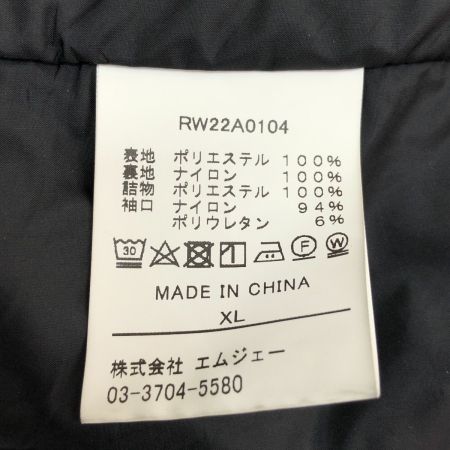 RW22A0104
表地 ポリエステル 100%
裏地 ナイロン 100%
詰物 ポリエステル 100%
袖口 ナイロン 94%
ポリウレタン 6%
30 F W
MADE IN CHINA
XL
株式会社 エムジェー
03-3704-5580